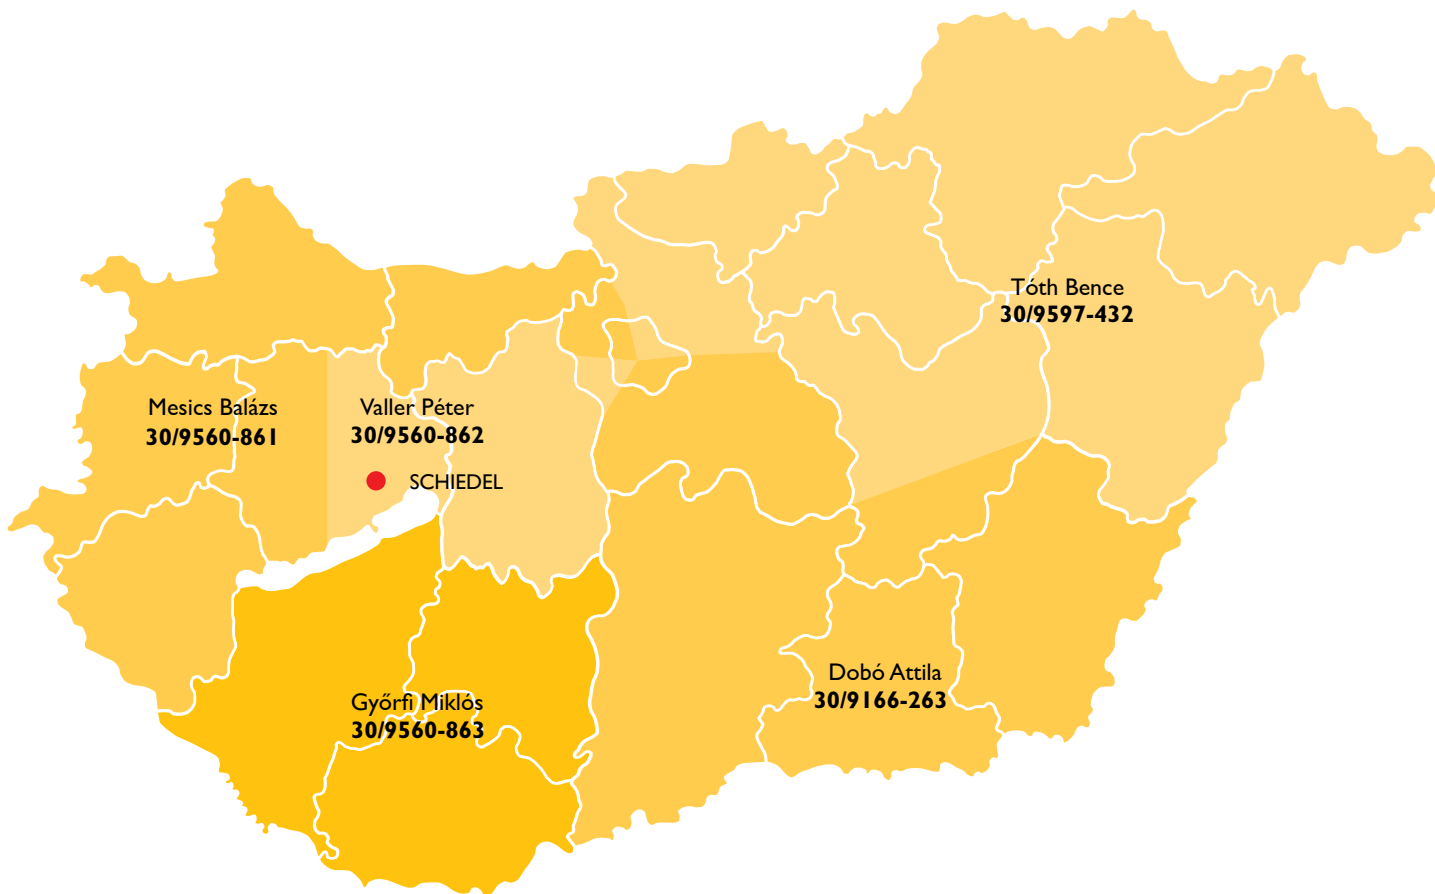 Tóth Bence
30/9597-432
Mesics Balázs
30/9560-861
Valler Péter
30/9560-862
SCHIEDEL
Dobó Attila
30/9166-263
Győrfi Miklós
30/9560-863